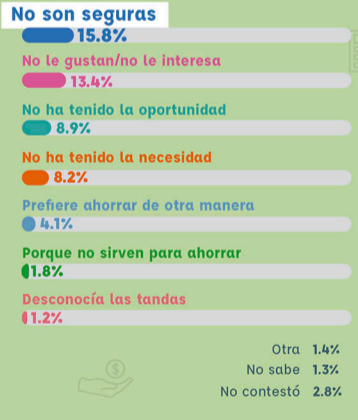 No son seguras
15.8%
No le gustan/no le interesa
13.4%
No ha tenido la oportunidad
8.9%
No ha tenido la necesidad
8.2%
Prefiere ahorrar de otra manera
4.1%
Porque no sirven para ahorrar
1.8%
Desconocía las tandas
1.2%
Otra 1.4%
No sabe 1.3%
No contestó 2.8%
$